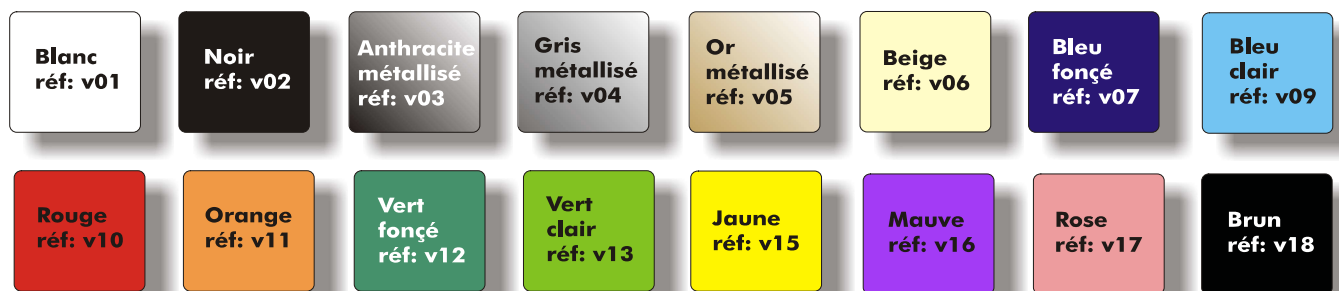 Blanc
réf: v01
Noir
réf: v02
Anthracite
métallisé
réf: v03
Gris
métallisé
réf: v04
Or
métallisé
réf: v05
Beige
réf: v06
Bleu
fonçé
réf: v07
Bleu
clair
réf: v09
Rouge
réf: v10
Orange
réf: v11
Vert
fonçé
réf: v12
Vert
clair
réf: v13
Jaune
réf: v15
Mauve
réf: v16
Rose
réf: v17
Brun
réf: v18